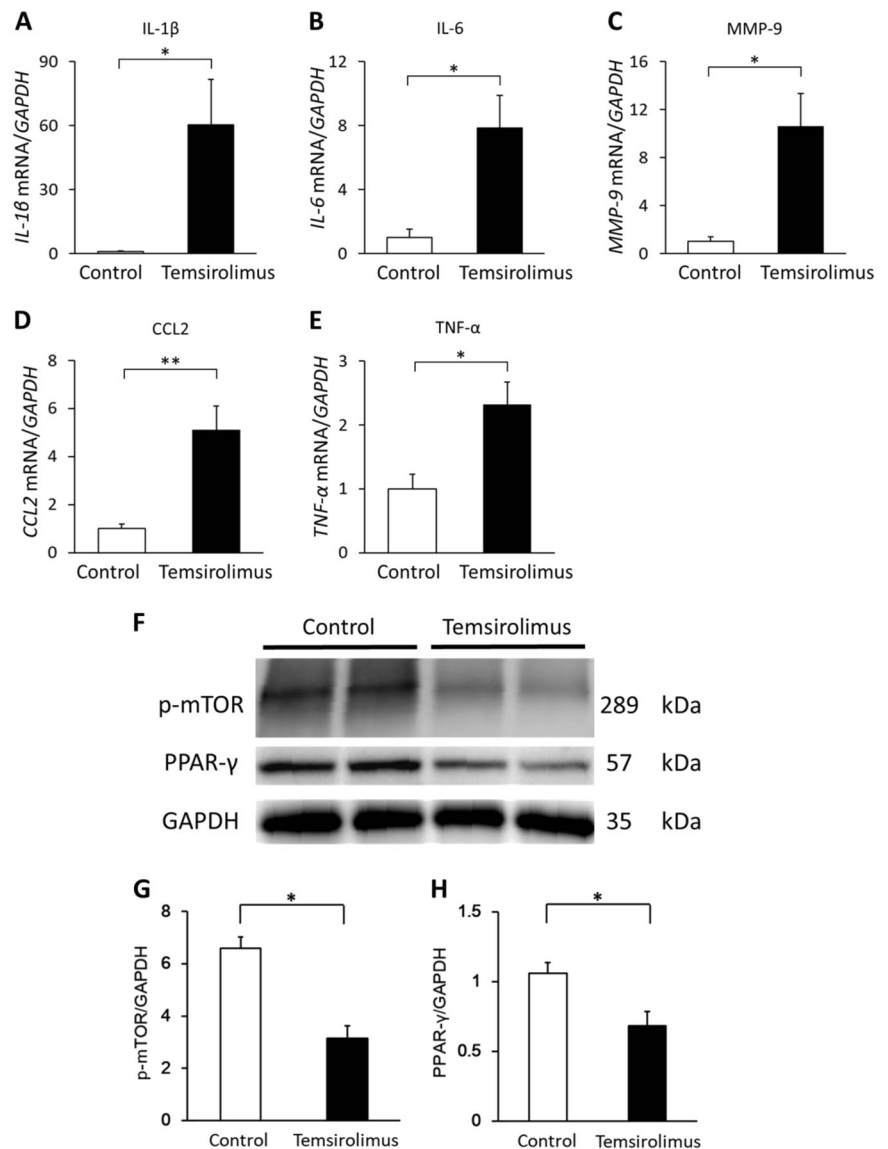 A
IL-1β
*
90
60
30
0
IL-1β mRNA/GAPDH
Control Temsirolimus
B
IL-6
*
12
8
4
0
IL-6 mRNA/GAPDH
Control Temsirolimus
C
MMP-9
*
16
12
8
4
0
MMP-9 mRNA/GAPDH
Control Temsirolimus
D
CCL2
**
8
6
4
2
0
CCL2 mRNA/GAPDH
Control Temsirolimus
E
TNF-α
*
3
2
1
0
TNF-α mRNA/GAPDH
Control Temsirolimus
F
Control Temsirolimus
p-mTOR 289 kDa
PPAR-γ 57 kDa
GAPDH 35 kDa
G
*
8
6
4
2
0
p-mTOR/GAPDH
Control Temsirolimus
H
*
1.5
1
0.5
0
PPAR-γ/GAPDH
Control Temsirolimus